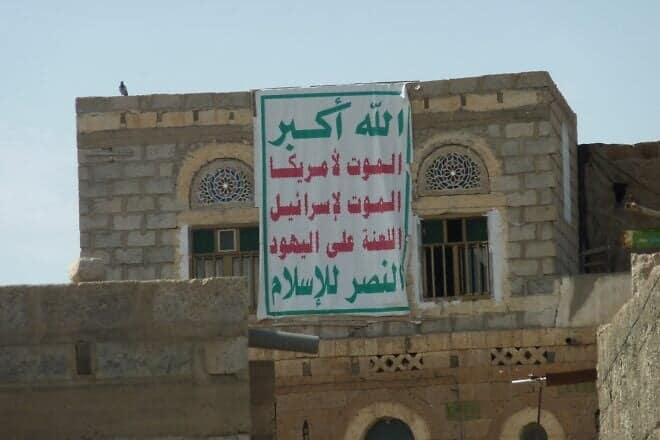 الله أكبر
الموت لأمريكا
الموت لإسرائيل
اللعنة على اليهود
النصر للإسلام